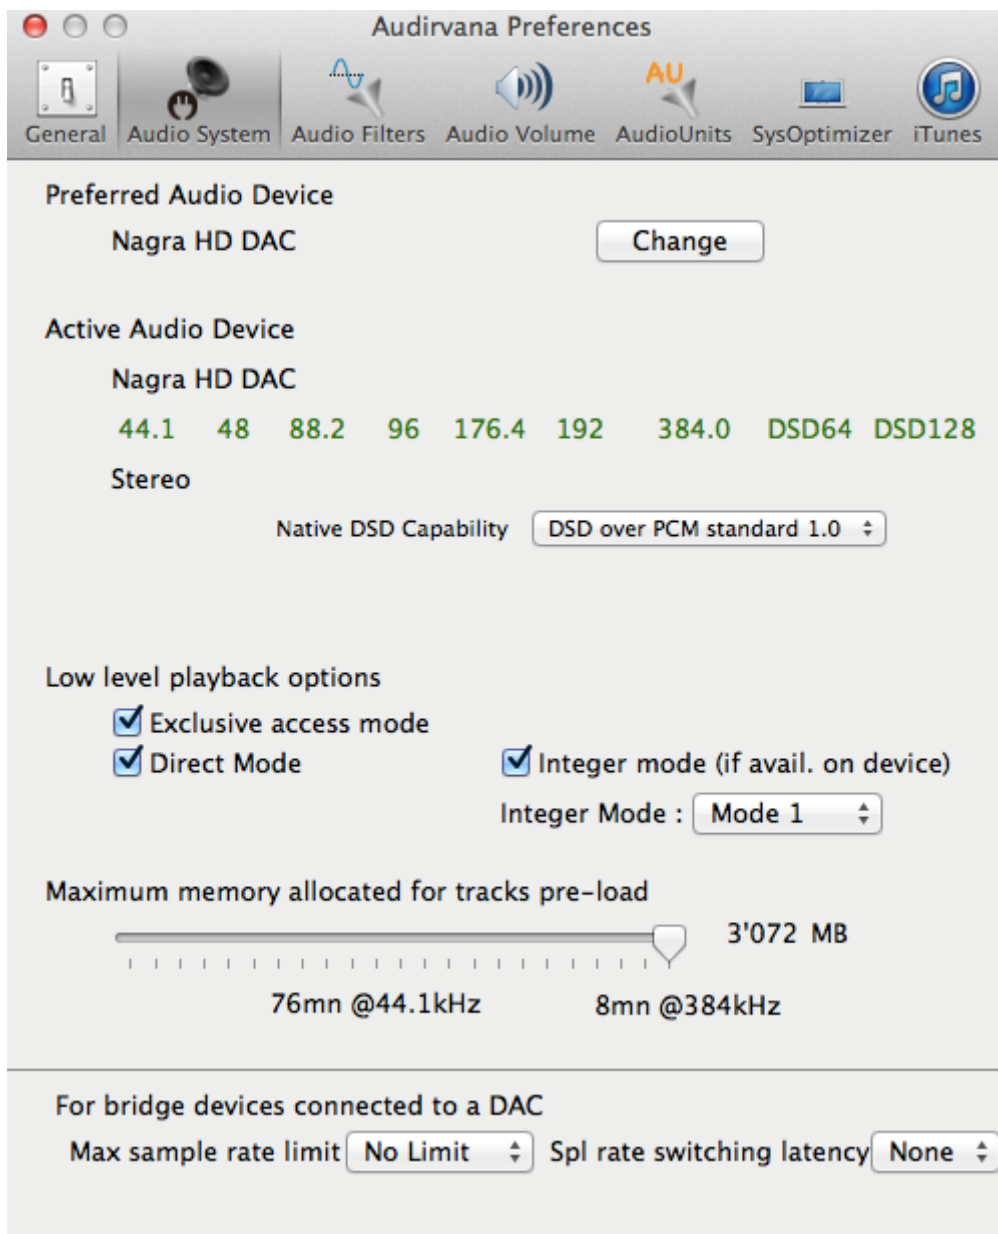 Audirvana Preferences
General Audio System Audio Filters Audio Volume AU AudioUnits SysOptimizer iTunes
Preferred Audio Device
Nagra HD DAC Change
Active Audio Device
Nagra HD DAC
44.1 48 88.2 96 176.4 192 384.0 DSD64 DSD128
Stereo
Native DSD Capability DSD over PCM standard 1.0
Low level playback options
Exclusive access mode
Direct Mode Integer mode (if avail. on device)
Integer Mode : Mode 1
Maximum memory allocated for tracks pre-load
3'072 MB
76mn @44.1kHz 8mn @384kHz
For bridge devices connected to a DAC
Max sample rate limit No Limit Spl rate switching latency None